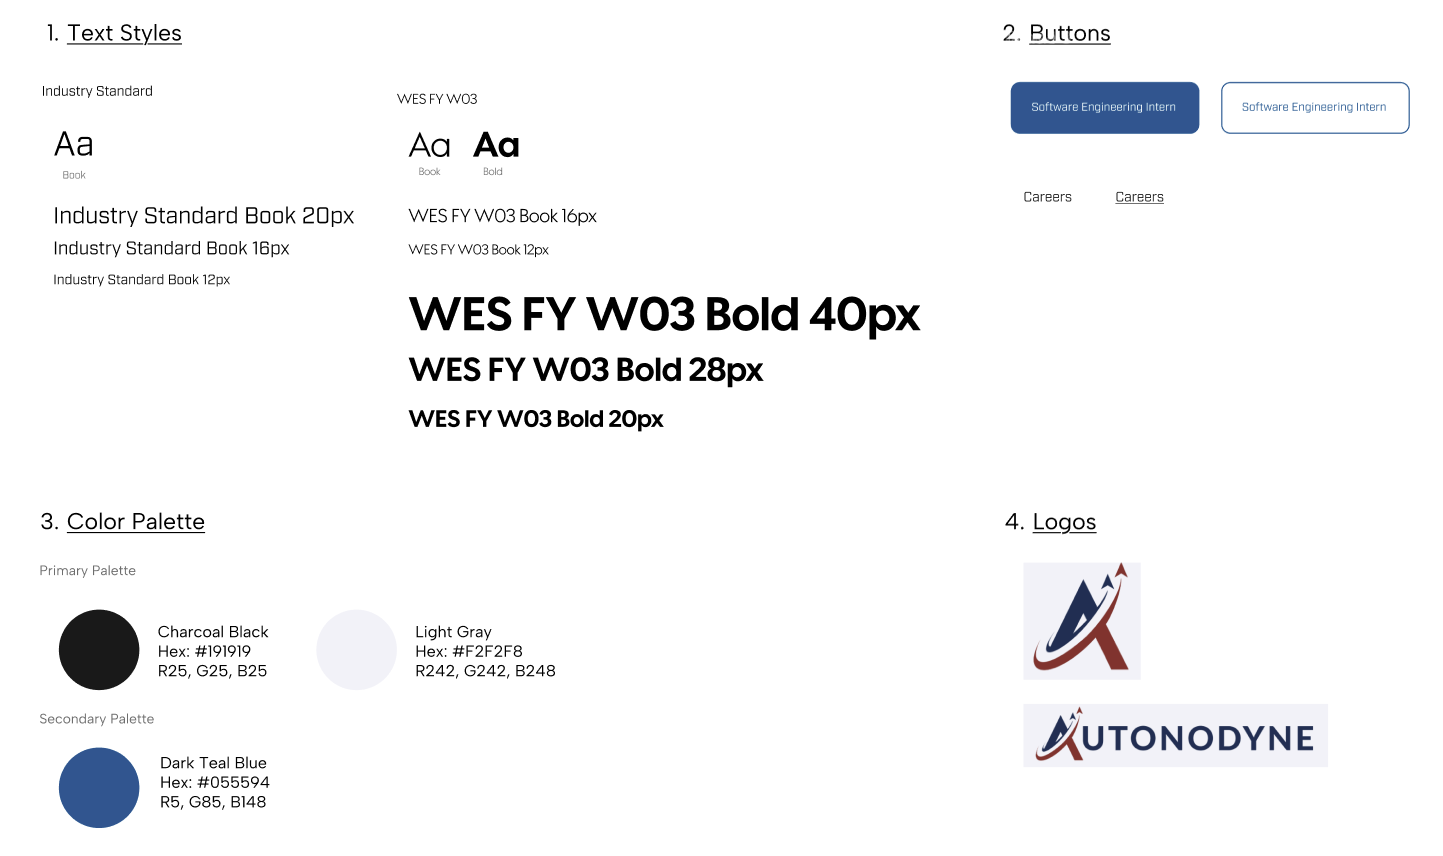 1. Text Styles
Industry Standard
Aa
Book
Industry Standard Book 20px
Industry Standard Book 16px
Industry Standard Book 12px
WES FY W03
Aa Aa
Book Bold
WES FY W03 Book 16px
WES FY W03 Book 12px
WES FY W03 Bold 40px
WES FY W03 Bold 28px
WES FY W03 Bold 20px
2. Buttons
Software Engineering Intern
Software Engineering Intern
Careers Careers
3. Color Palette
Primary Palette
Charcoal Black
Hex: #191919
R25, G25, B25
Light Gray
Hex: #F2F2F8
R242, G242, B248
Secondary Palette
Dark Teal Blue
Hex: #055594
R5, G85, B148
4. Logos
AUTONODYNE